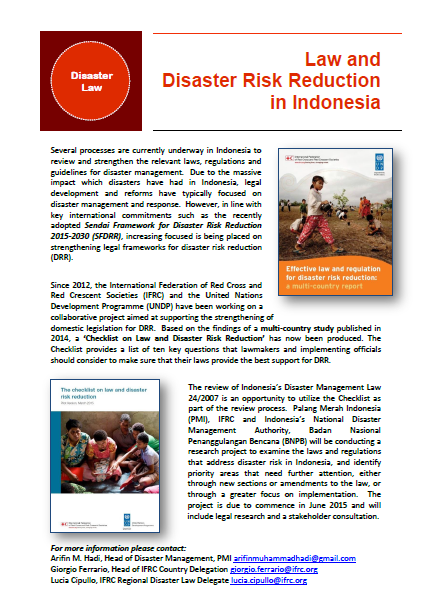 Disaster
Law
Law and
Disaster Risk Reduction
in Indonesia
Several processes are currently underway in Indonesia to
review and strengthen the relevant laws, regulations and
guidelines for disaster management. Due to the massive
impact which disasters have had in Indonesia, legal
development and reforms have typically focused on
disaster management and response. However, in line with
key international commitments such as the recently
adopted Sendai Framework for Disaster Risk Reduction
2015-2030 (SFDRR), increasing focused is being placed on
strengthening legal frameworks for disaster risk reduction
(DRR).
Effective law and regulation
for disaster risk reduction:
a multi-country report
Since 2012, the International Federation of Red Cross and
Red Crescent Societies (IFRC) and the United Nations
Development Programme (UNDP) have been working on a
collaborative project aimed at supporting the strengthening of
domestic legislation for DRR. Based on the findings of a multi-country study published in
2014, a ‘Checklist on Law and Disaster Risk Reduction’ has now been produced. The
Checklist provides a list of ten key questions that lawmakers and implementing officials
should consider to make sure that their laws provide the best support for DRR.
The checklist on law and disaster
risk reduction
The review of Indonesia’s Disaster Management Law
24/2007 is an opportunity to utilize the Checklist as
part of the review process. Palang Merah Indonesia
(PMI), IFRC and Indonesia’s National Disaster
Management Authority, Badan Nasional
Penanggulangan Bencana (BNPB) will be conducting a
research project to examine the laws and regulations
that address disaster risk in Indonesia, and identify
priority areas that need further attention, either
through new sections or amendments to the law, or
through a greater focus on implementation. The
project is due to commence in June 2015 and will
include legal research and a stakeholder consultation.
For more information please contact:
Arifin M. Hadi, Head of Disaster Management, PMI arifinmuhammadhadi@gmail.com
Giorgio Ferrario, Head of IFRC Country Delegation giorgio.ferrario@ifrc.org
Lucia Cipullo, IFRC Regional Disaster Law Delegate lucia.cipullo@ifrc.org